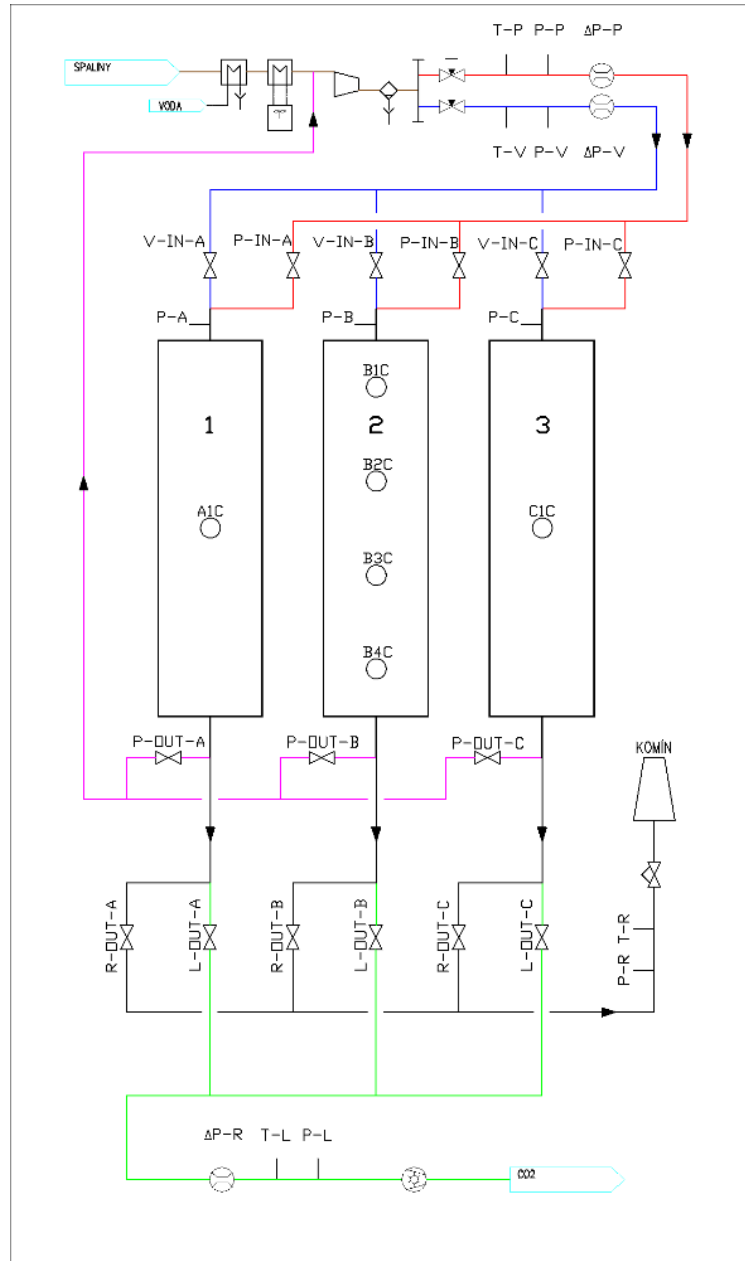 T-P P-P ΔP-P
SPALINY
VODA
T-V P-V ΔP-V
V-IN-A P-IN-A V-IN-B P-IN-B V-IN-C P-IN-C
P-A P-B P-C
B1C
1 2 3
B2C
A1C C1C
B3C
B4C
P-OUT-A P-OUT-B P-OUT-C
KOMÍN
R-OUT-A L-OUT-A R-OUT-B L-OUT-B R-OUT-C L-OUT-C
P-R T-R
ΔP-R T-L P-L
CO2